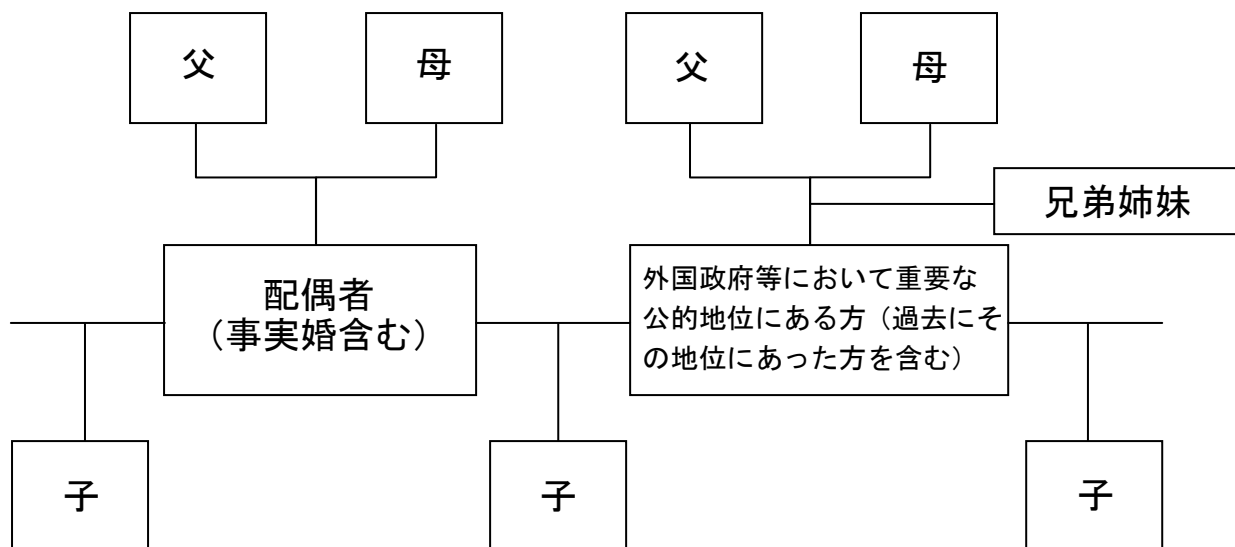 父
母
父
母
兄弟姉妹
配偶者
（事実婚含む）
外国政府等において重要な
公的地位にある方（過去にそ
の地位にあった方を含む）
子
子
子